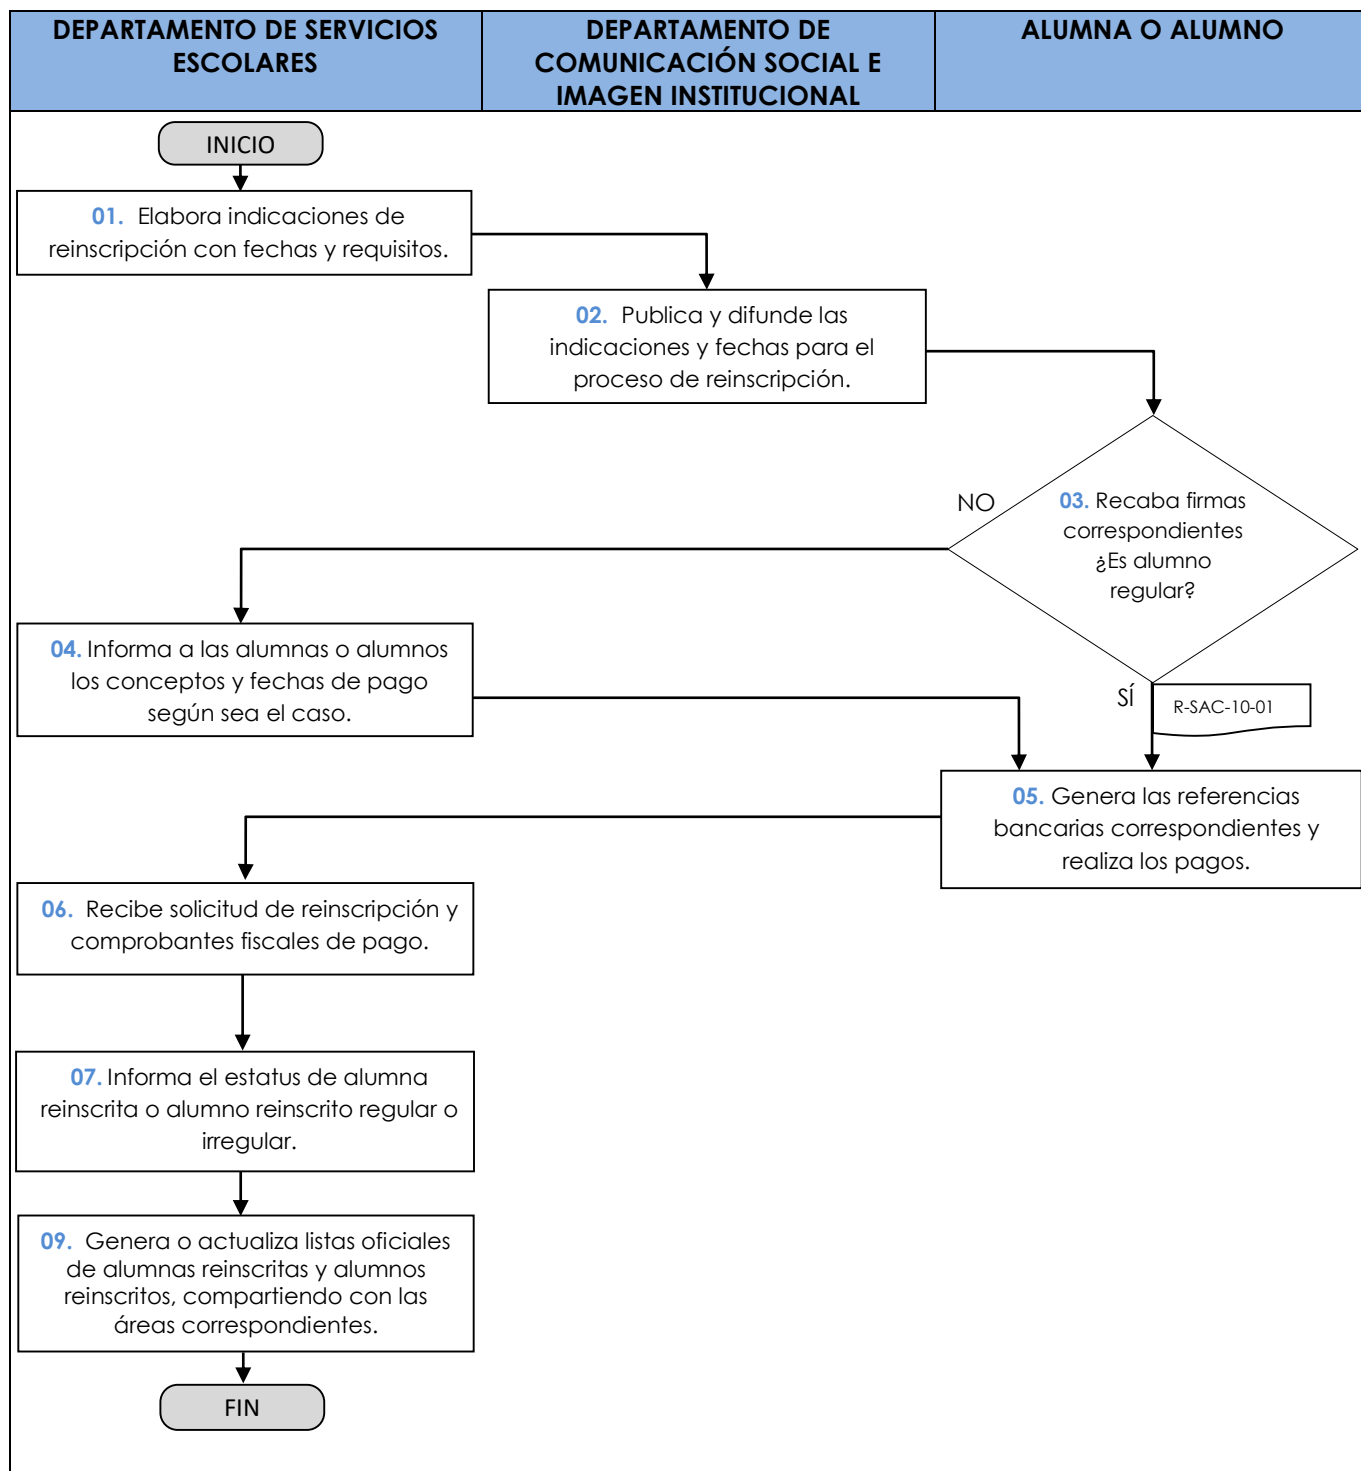 DEPARTAMENTO DE SERVICIOS
ESCOLARES
DEPARTAMENTO DE
COMUNICACIÓN SOCIAL E
IMAGEN INSTITUCIONAL
ALUMNA O ALUMNO
INICIO
01. Elabora indicaciones de
reinscripción con fechas y requisitos.
02. Publica y difunde las
indicaciones y fechas para el
proceso de reinscripción.
NO
03. Recaba firmas
correspondientes
¿Es alumno
regular?
04. Informa a las alumnas o alumnos
los conceptos y fechas de pago
según sea el caso.
SÍ
R-SAC-10-01
05. Genera las referencias
bancarias correspondientes y
realiza los pagos.
06. Recibe solicitud de reinscripción y
comprobantes fiscales de pago.
07. Informa el estatus de alumna
reinscrita o alumno reinscrito regular o
irregular.
09. Genera o actualiza listas oficiales
de alumnas reinscritas y alumnos
reinscritos, compartiendo con las
áreas correspondientes.
FIN